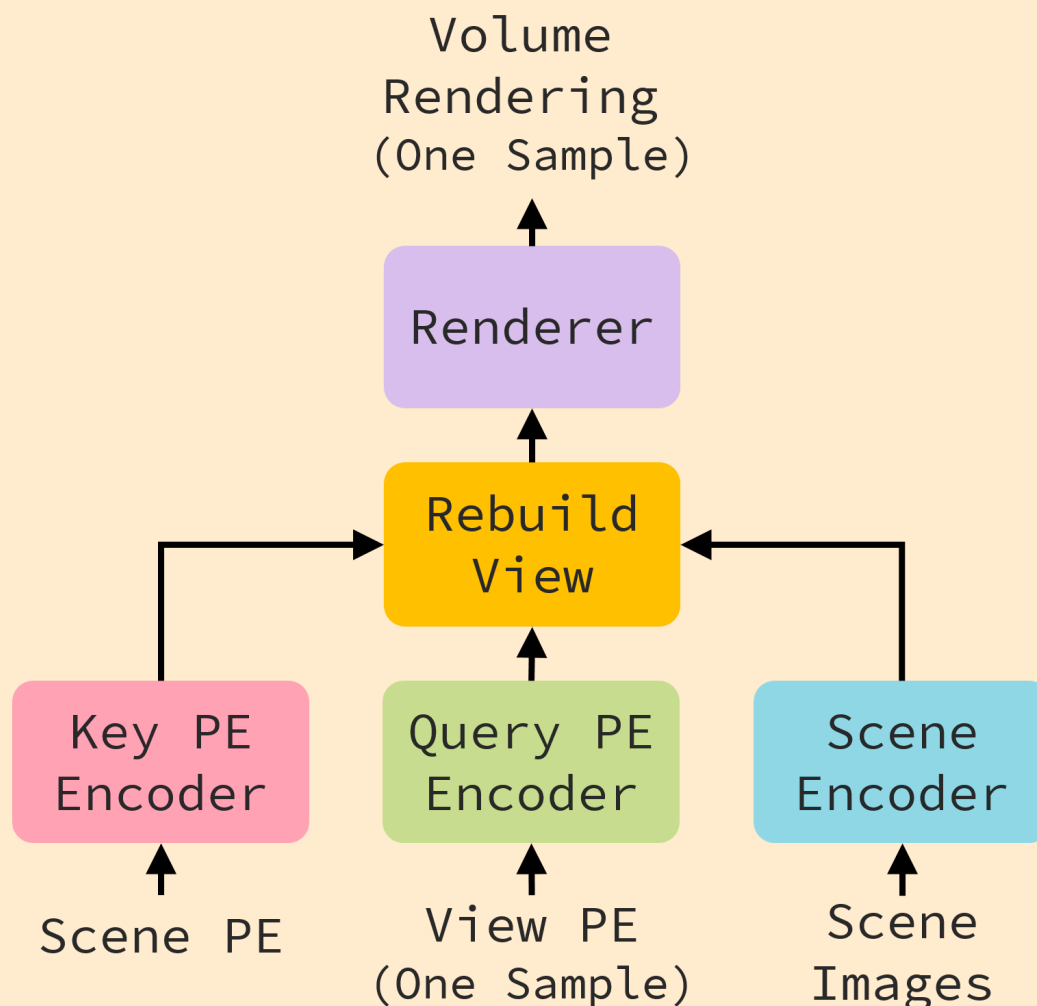 Volume
Rendering
(One Sample)
Renderer
Rebuild
View
Key PE
Encoder
Query PE
Encoder
Scene
Encoder
Scene PE
View PE
(One Sample)
Scene
Images